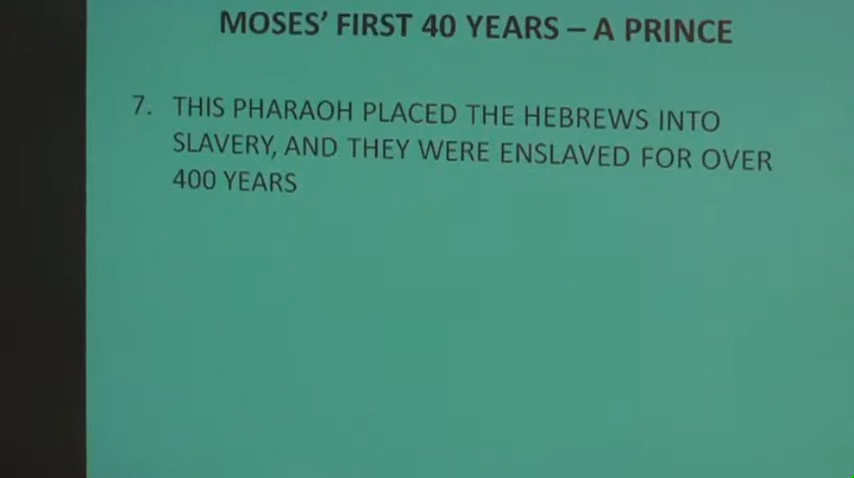 MOSES' FIRST 40 YEARS – A PRINCE
7. THIS PHARAOH PLACED THE HEBREWS INTO
SLAVERY, AND THEY WERE ENSLAVED FOR OVER
400 YEARS